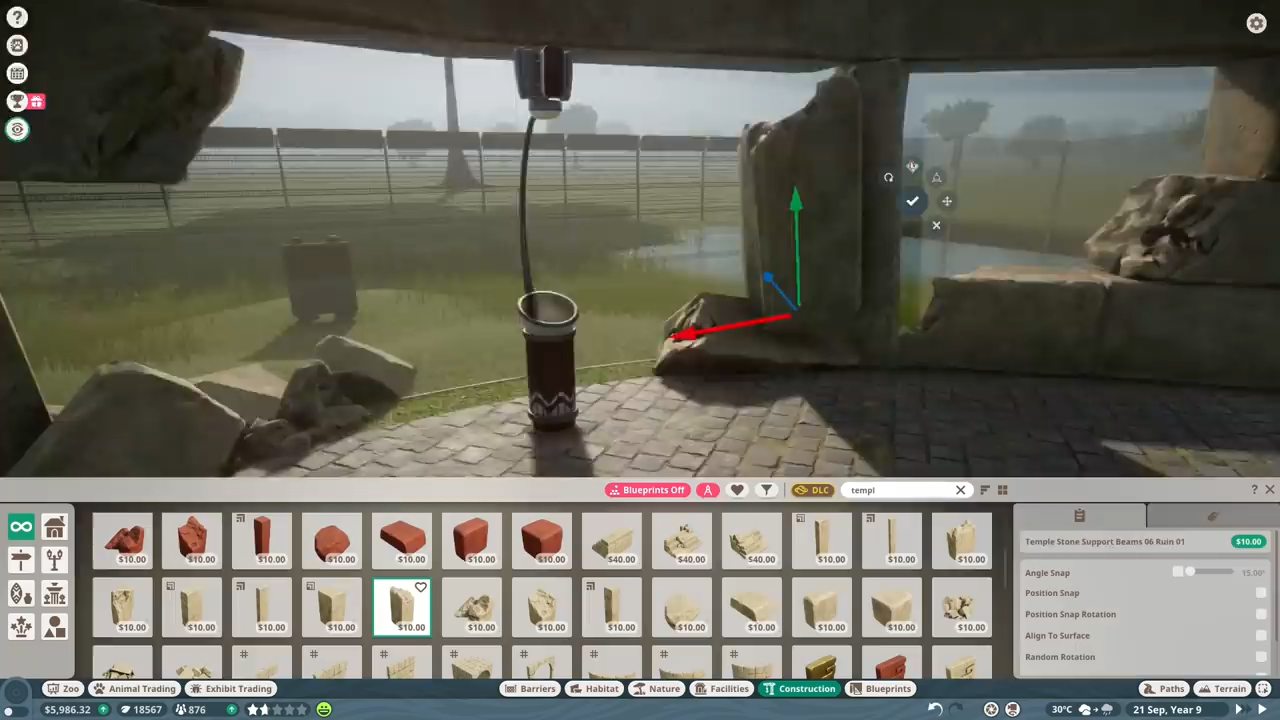 Blueprints Off
DLC
templ
$10.00 $10.00 $10.00 $10.00 $10.00 $10.00 $10.00 $40.00 $40.00 $40.00 $10.00 $10.00 $10.00
$10.00 $10.00 $10.00 $10.00 $10.00 $10.00 $10.00 $10.00 $10.00 $10.00 $10.00 $10.00 $10.00
Temple Stone Support Beams 06 Ruin 01 $10.00
Angle Snap 15.00°
Position Snap
Position Snap Rotation
Align To Surface
Random Rotation
Zoo Animal Trading Exhibit Trading Barriers Habitat Nature Facilities Construction Blueprints Paths Terrain
$5,986.32 18567 876 30°C 21 Sep, Year 9